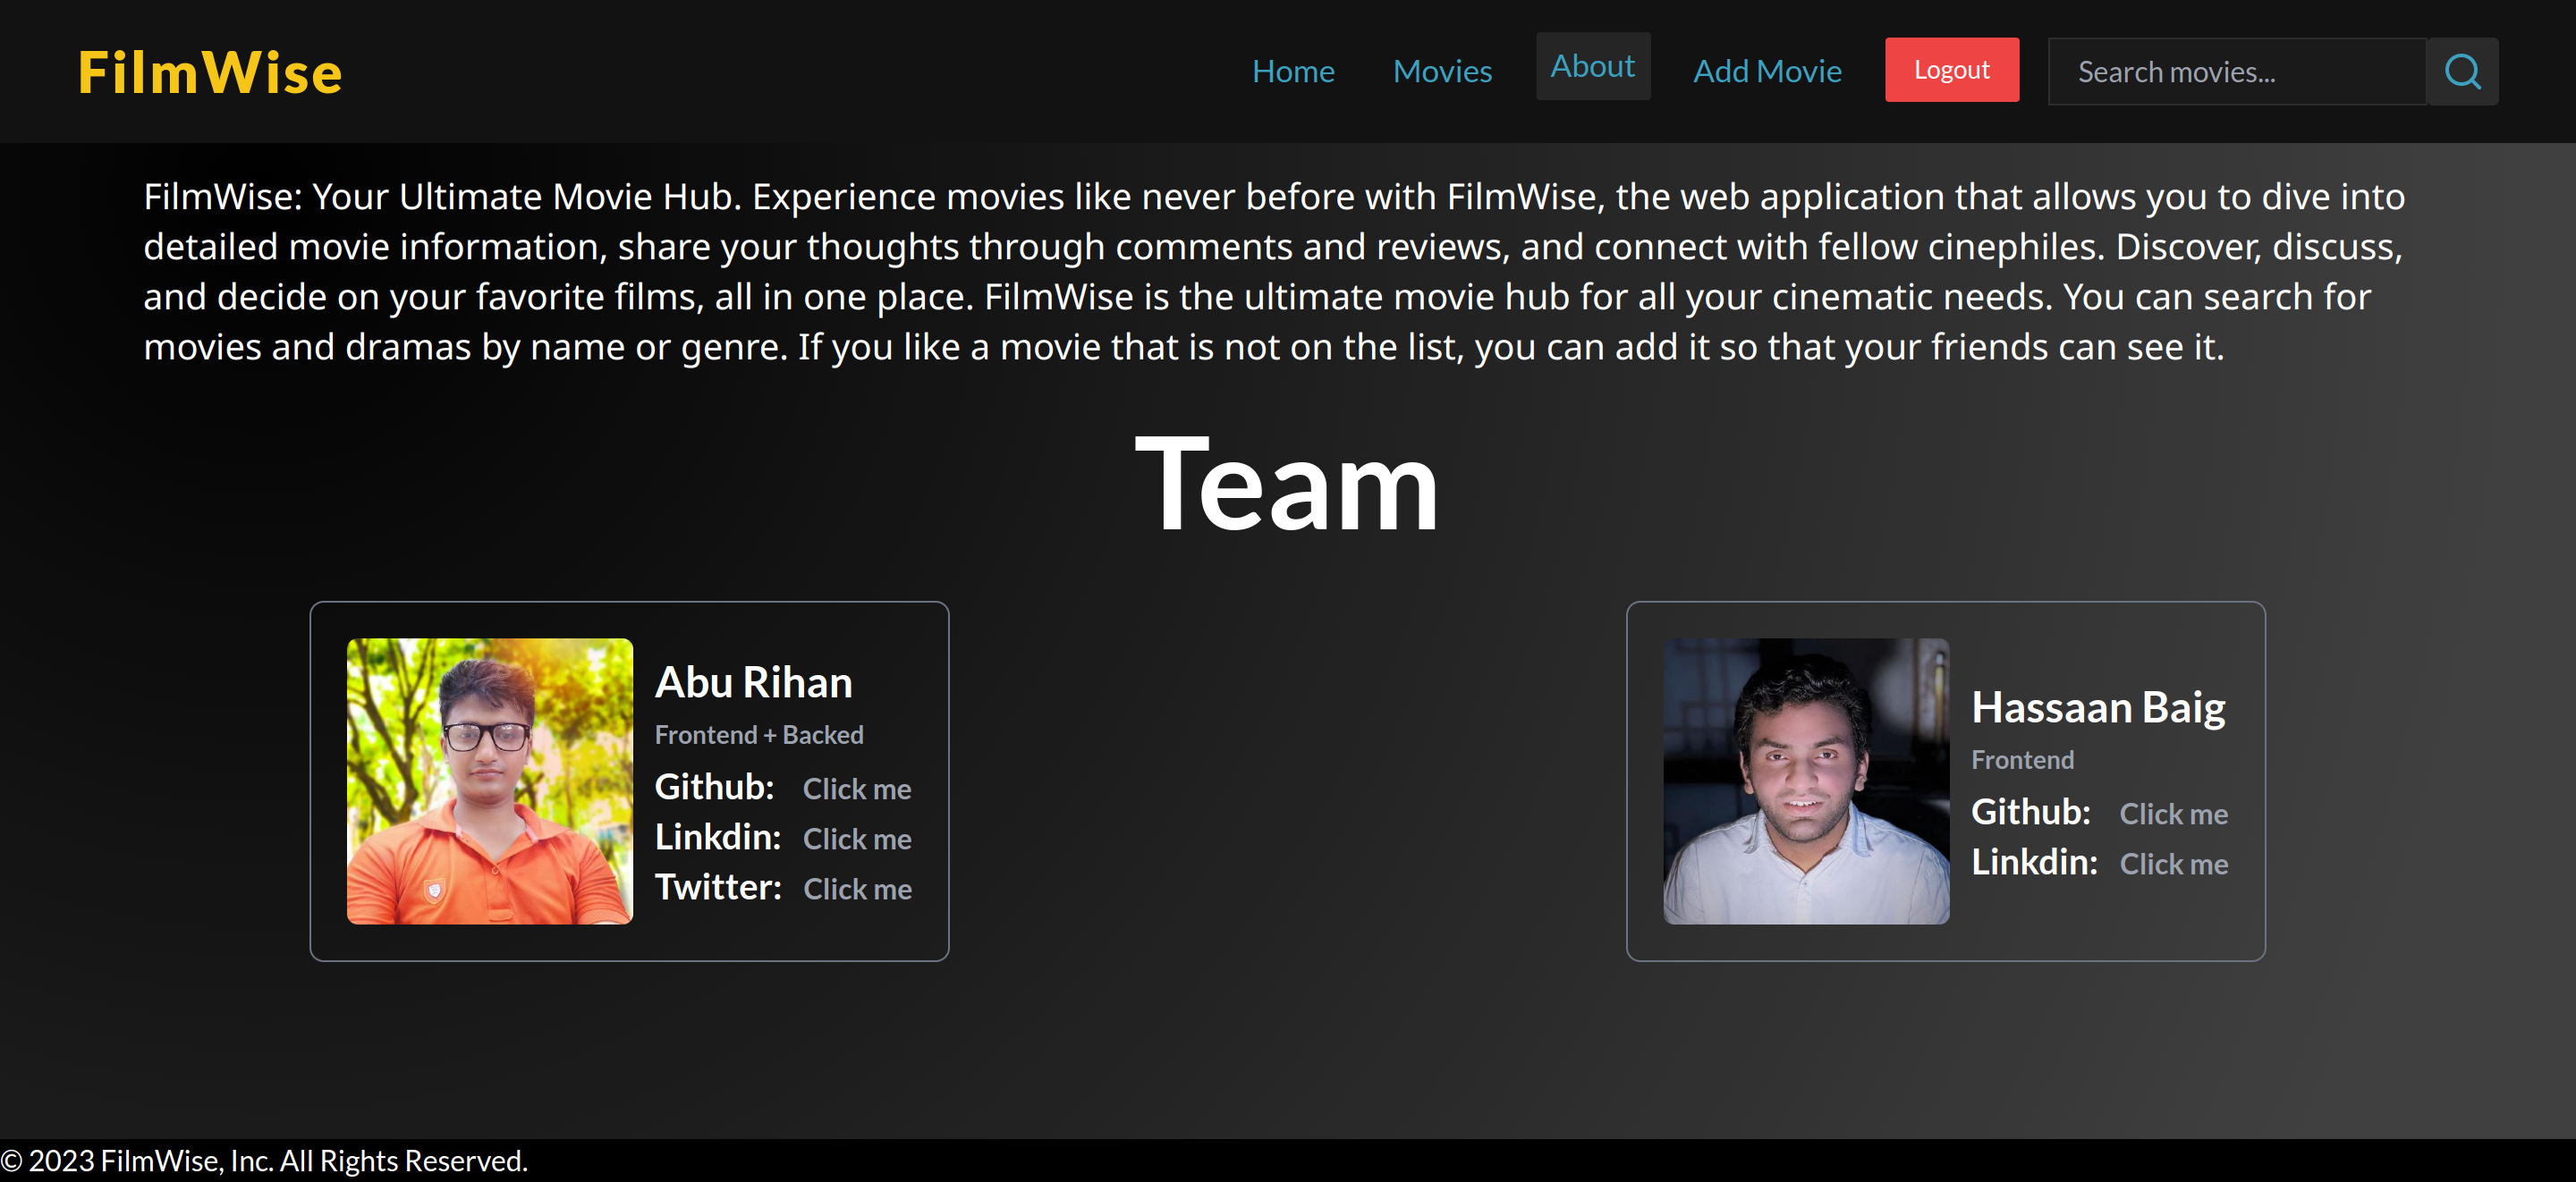 FilmWise
Home Movies About Add Movie Logout Search movies...
FilmWise: Your Ultimate Movie Hub. Experience movies like never before with FilmWise, the web application that allows you to dive into
detailed movie information, share your thoughts through comments and reviews, and connect with fellow cinephiles. Discover, discuss,
and decide on your favorite films, all in one place. FilmWise is the ultimate movie hub for all your cinematic needs. You can search for
movies and dramas by name or genre. If you like a movie that is not on the list, you can add it so that your friends can see it.
Team
Abu Rihan
Frontend + Backed
Github: Click me
Linkdin: Click me
Twitter: Click me
Hassaan Baig
Frontend
Github: Click me
Linkdin: Click me
© 2023 FilmWise, Inc. All Rights Reserved.